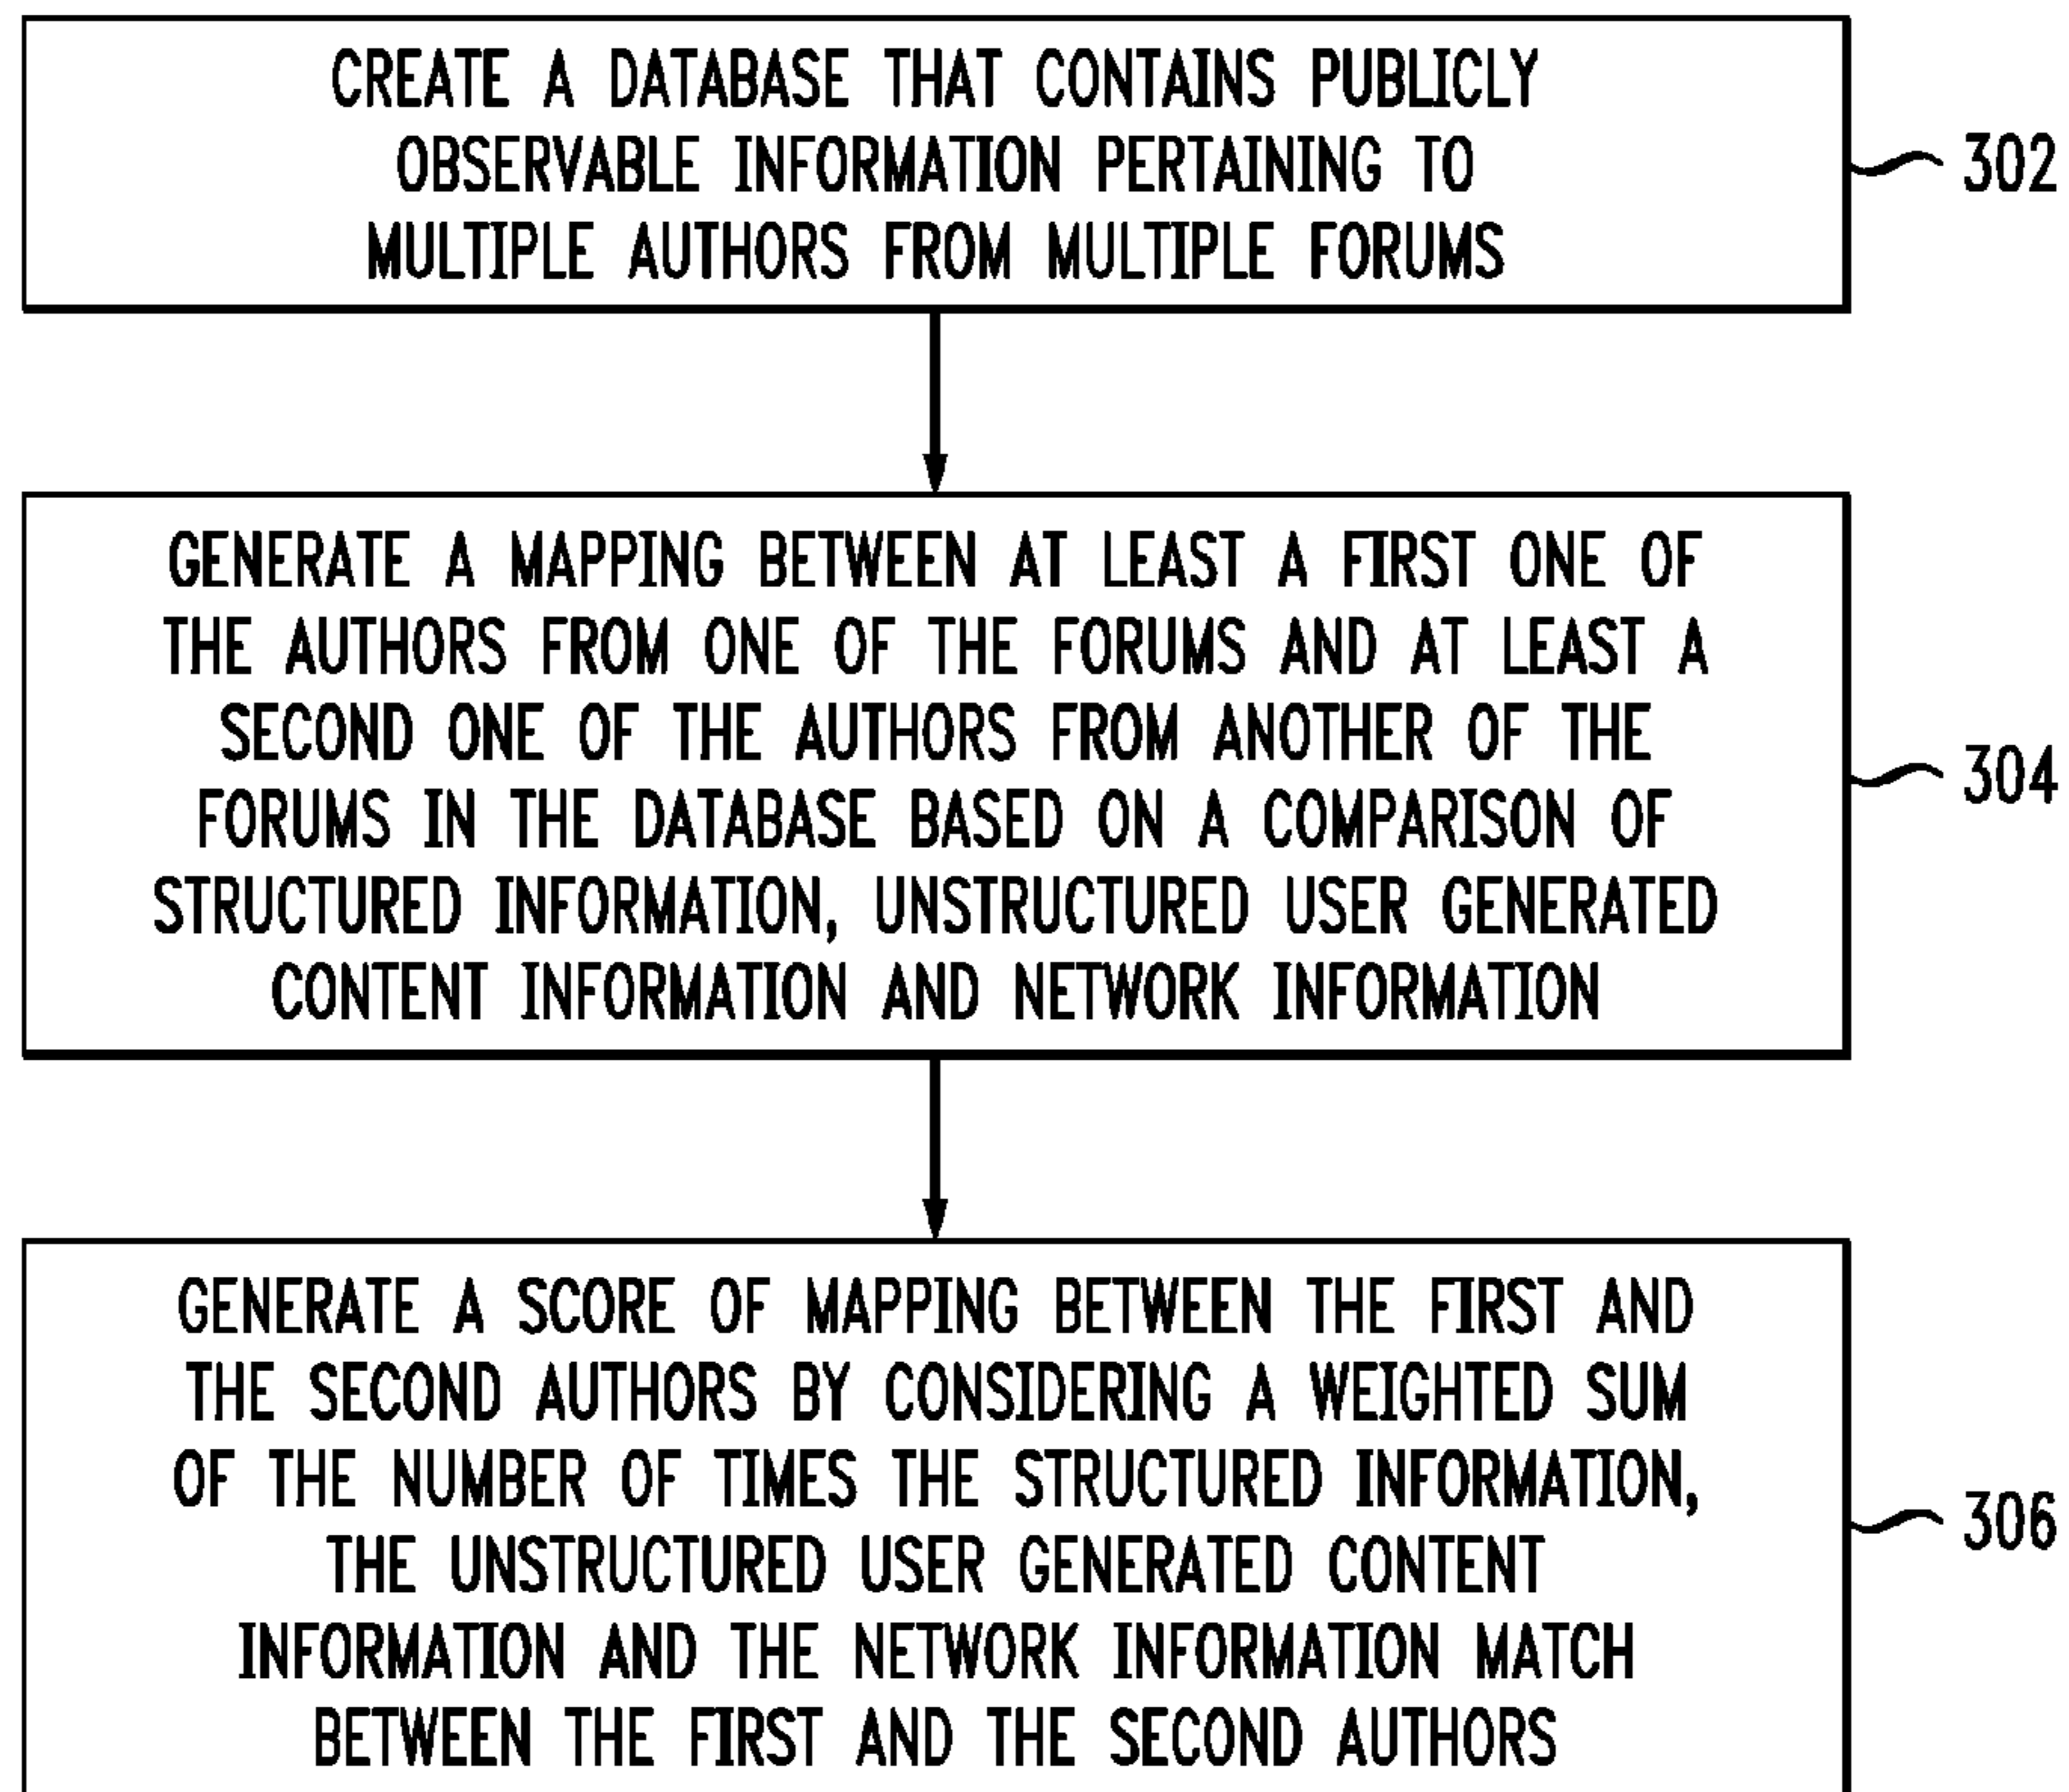 CREATE A DATABASE THAT CONTAINS PUBLICLY
OBSERVABLE INFORMATION PERTAINING TO
MULTIPLE AUTHORS FROM MULTIPLE FORUMS
302
GENERATE A MAPPING BETWEEN AT LEAST A FIRST ONE OF
THE AUTHORS FROM ONE OF THE FORUMS AND AT LEAST A
SECOND ONE OF THE AUTHORS FROM ANOTHER OF THE
FORUMS IN THE DATABASE BASED ON A COMPARISON OF
STRUCTURED INFORMATION, UNSTRUCTURED USER GENERATED
CONTENT INFORMATION AND NETWORK INFORMATION
304
GENERATE A SCORE OF MAPPING BETWEEN THE FIRST AND
THE SECOND AUTHORS BY CONSIDERING A WEIGHTED SUM
OF THE NUMBER OF TIMES THE STRUCTURED INFORMATION,
THE UNSTRUCTURED USER GENERATED CONTENT
INFORMATION AND THE NETWORK INFORMATION MATCH
BETWEEN THE FIRST AND THE SECOND AUTHORS
306